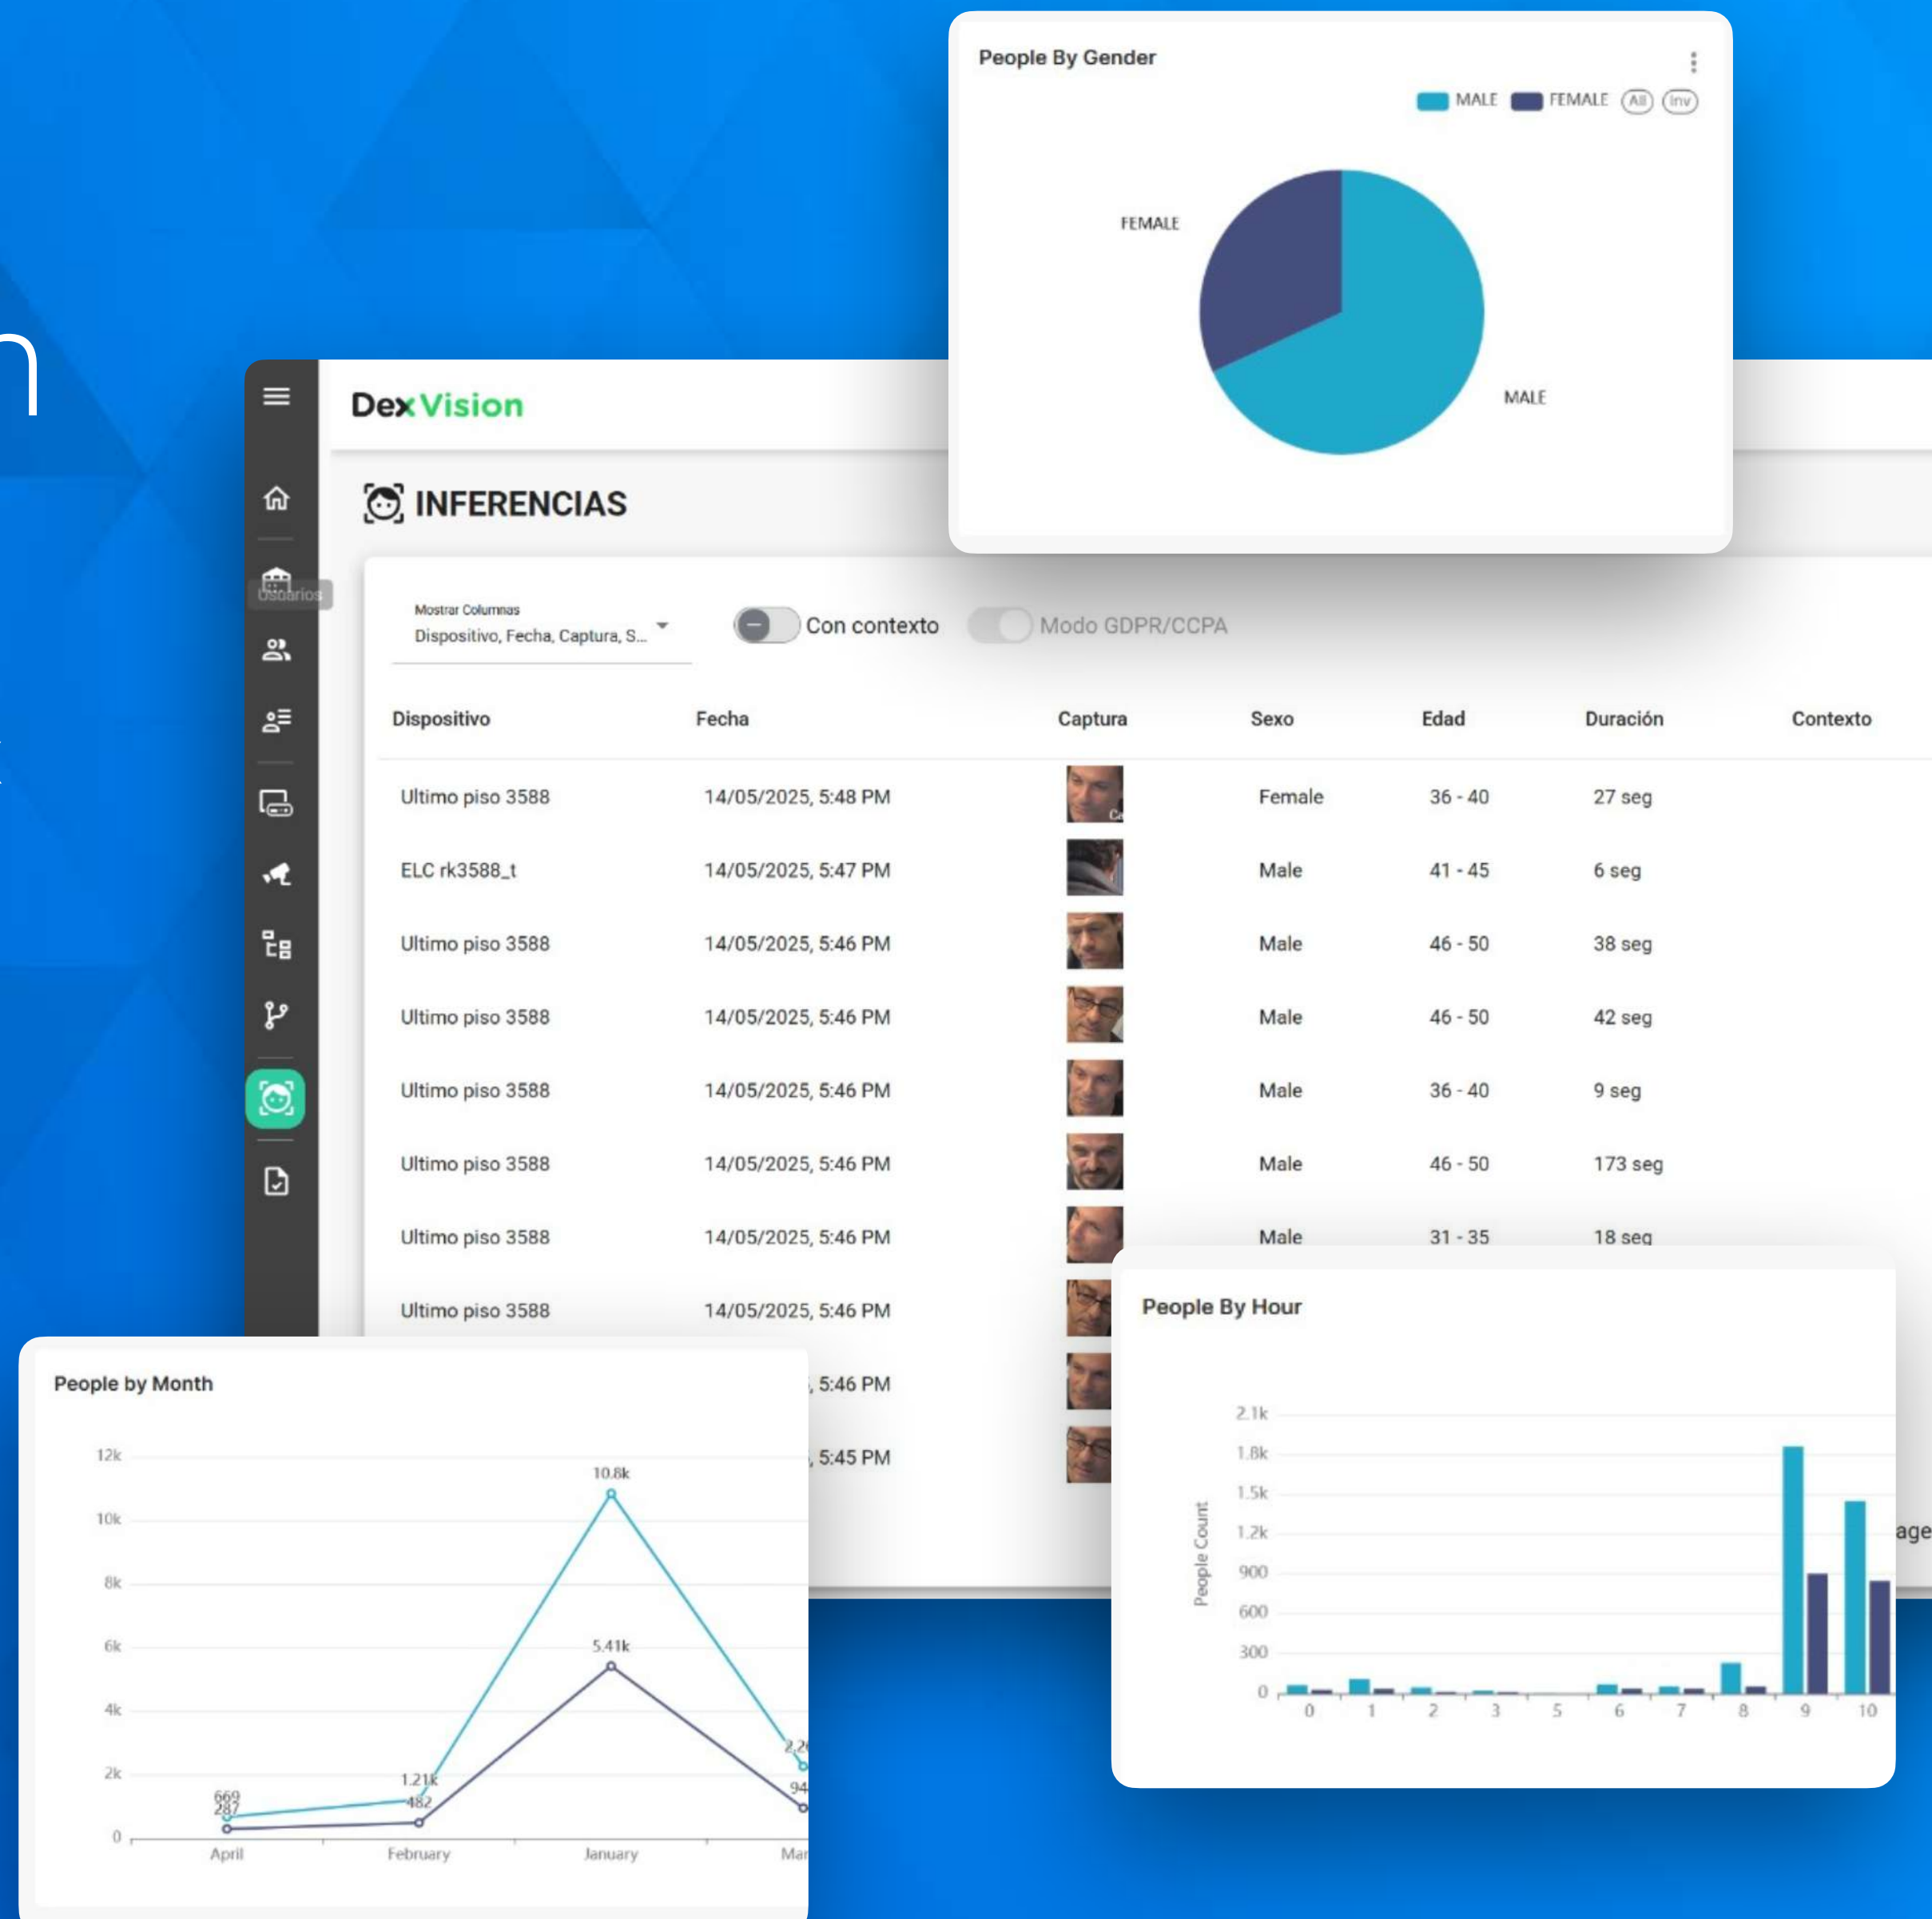 People By Gender
MALE FEMALE All Inv
FEMALE
MALE
n
DexVision
INFERENCIAS
Usuarios
Mostrar Columnas
Dispositivo, Fecha, Captura, S...
Con contexto
Modo GDPR/CCPA
Dispositivo Fecha Captura Sexo Edad Duración Contexto
Ultimo piso 3588 14/05/2025, 5:48 PM Female 36 - 40 27 seg
ELC rk3588_t 14/05/2025, 5:47 PM Male 41 - 45 6 seg
Ultimo piso 3588 14/05/2025, 5:46 PM Male 46 - 50 38 seg
Ultimo piso 3588 14/05/2025, 5:46 PM Male 46 - 50 42 seg
Ultimo piso 3588 14/05/2025, 5:46 PM Male 36 - 40 9 seg
Ultimo piso 3588 14/05/2025, 5:46 PM Male 46 - 50 173 seg
Ultimo piso 3588 14/05/2025, 5:46 PM Male 31 - 35 18 seg
Ultimo piso 3588 14/05/2025, 5:46 PM
, 5:46 PM
, 5:45 PM
age
People by Month
12k
10k
8k
6k
4k
2k
0
10.8k
5.41k
1.21k
482
669
287
2.2
94
April February January Mar
People By Hour
People Count
2.1k
1.8k
1.5k
1.2k
900
600
300
0
0 1 2 3 5 6 7 8 9 10